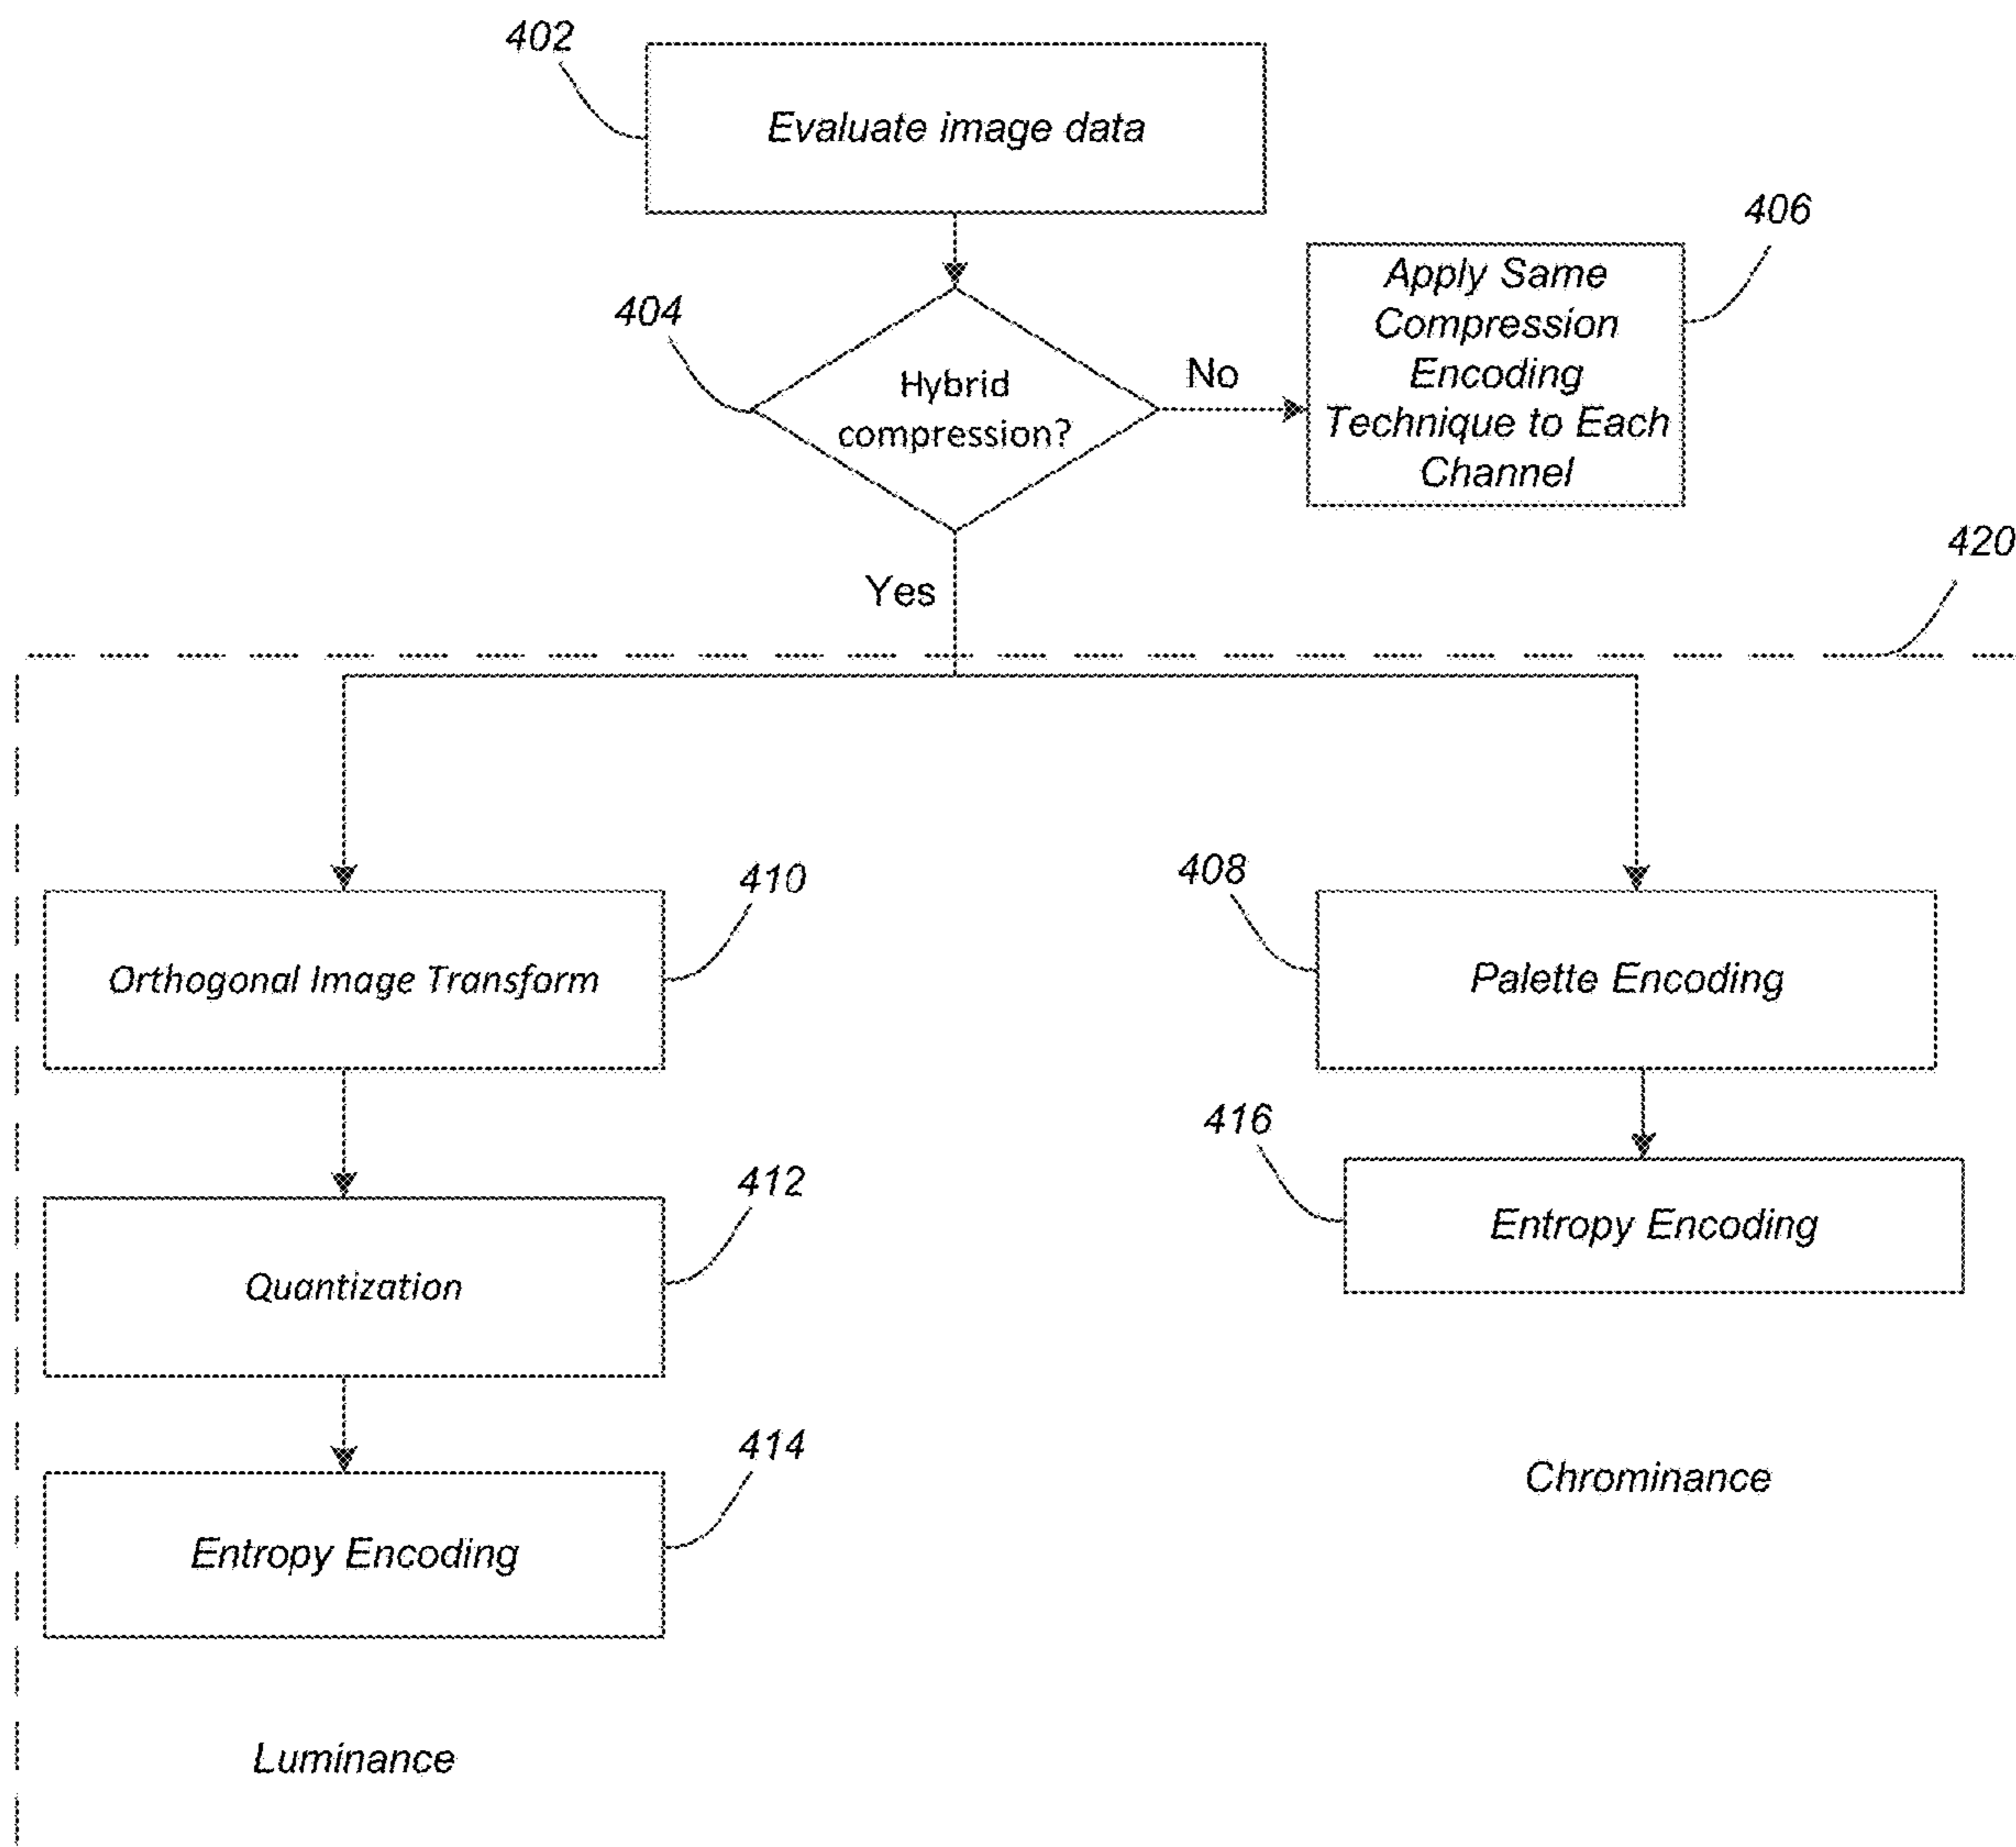 402
Evaluate image data
406
Apply Same
Compression
Encoding
Technique to Each
Channel
404
Hybrid
compression?
No
Yes
420
410
Orthogonal Image Transform
408
Palette Encoding
412
Quantization
416
Entropy Encoding
414
Entropy Encoding
Chrominance
Luminance